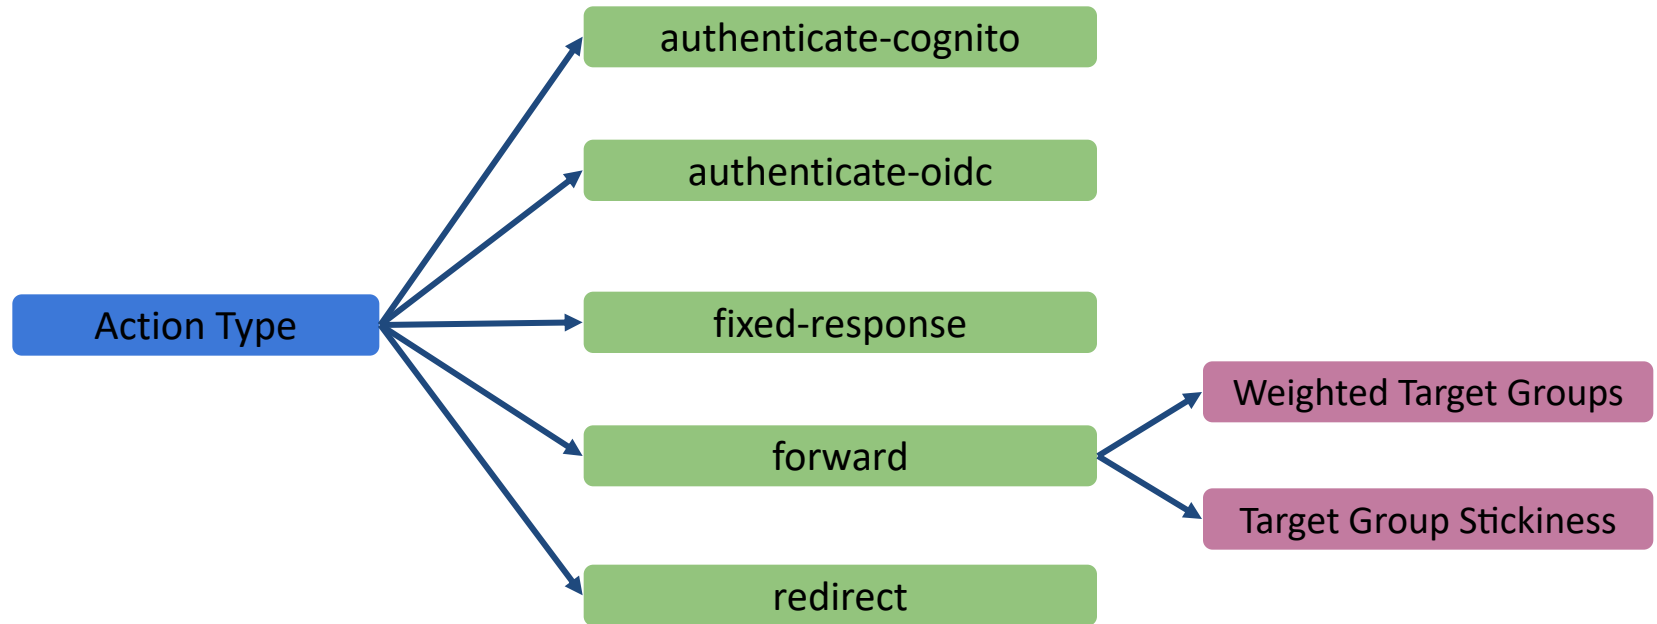 authenticate-cognito
authenticate-oidc
Action Type
fixed-response
Weighted Target Groups
forward
Target Group Stickiness
redirect